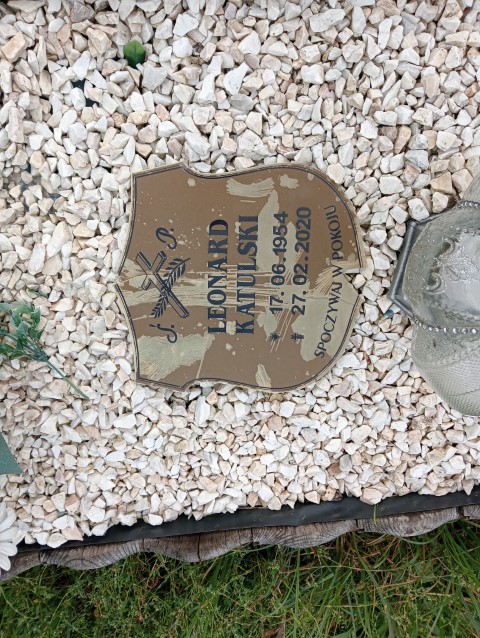 Ś. P.
LEONARD
KATULSKI
* 17. 06. 1954
✝ 27. 02. 2020
SPOCZYWAJ W POKOJU